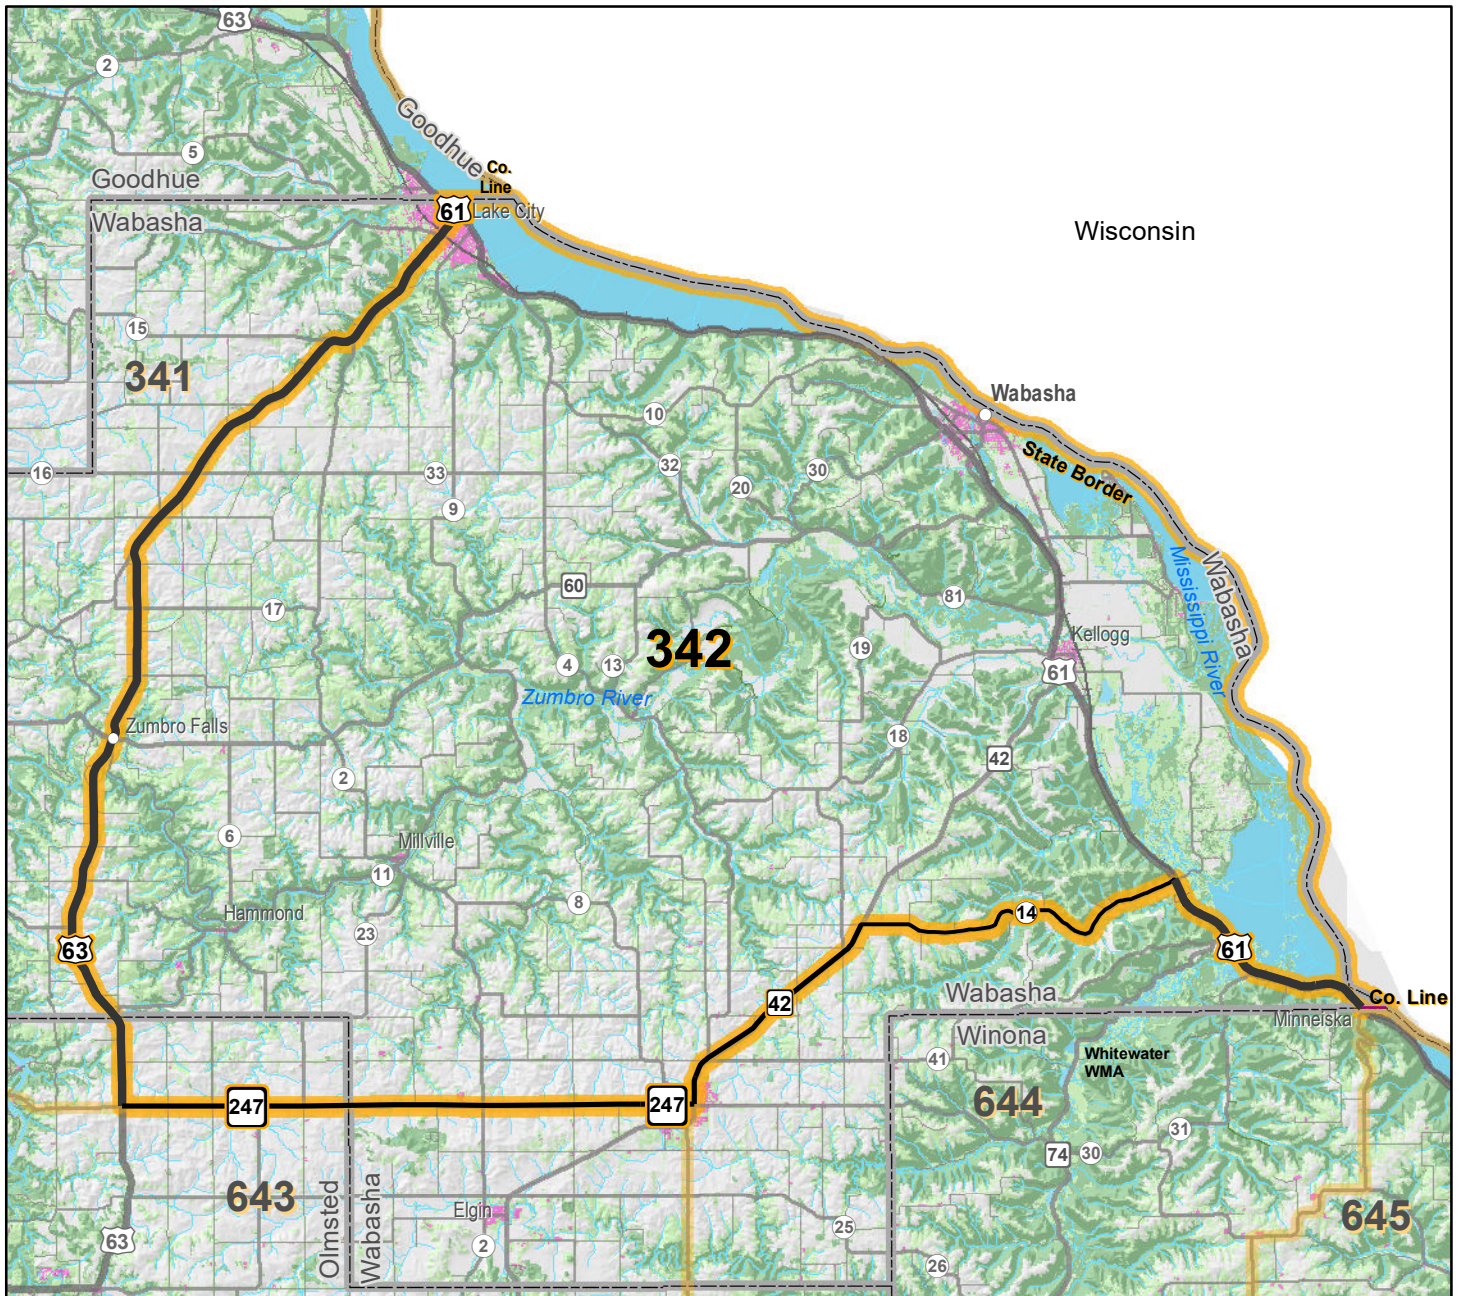 63
2
Goodhue
Co.
Line
5
Goodhue
61
Lake City
Wabasha
Wisconsin
15
341
Wabasha
10
16
33
32
30
State Border
20
9
Mississippi River
Wabasha
60
81
17
Kellogg
342
19
4
13
61
Zumbro River
Zumbro Falls
18
42
2
6
Millville
11
8
Hammond
14
23
63
61
Wabasha
42
Co. Line
Minneiska
Winona
Whitewater
WMA
41
644
247
247
31
74
30
643
Olmsted
Wabasha
Elgin
645
25
63
2
26